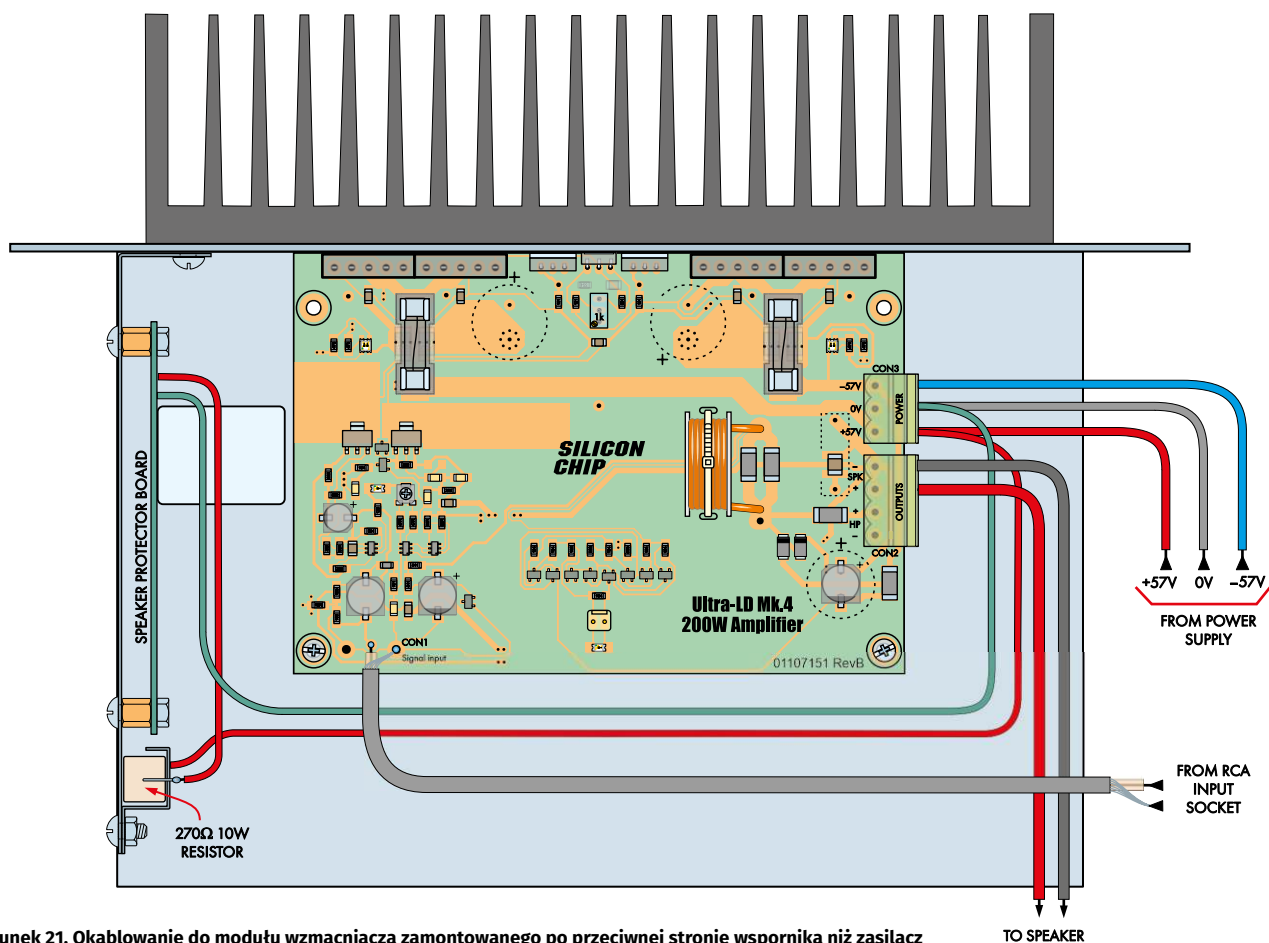 1k
CON3
–57V
0V
+57V
POWER
SILICON
CHIP
–
SPK
+
+
HP
–
OUTPUTS
CON2
SPEAKER PROTECTOR BOARD
+57V 0V –57V
FROM POWER
SUPPLY
Ultra-LD Mk.4
200W Amplifier
CON1
Signal input
01107151 RevB
FROM RCA
INPUT
SOCKET
270Ω 10W
RESISTOR
TO SPEAKER
unek 21. Okablowanie do modułu wzmacniacza zamontowanego po przeciwnej stronie wspornika niż zasilacz